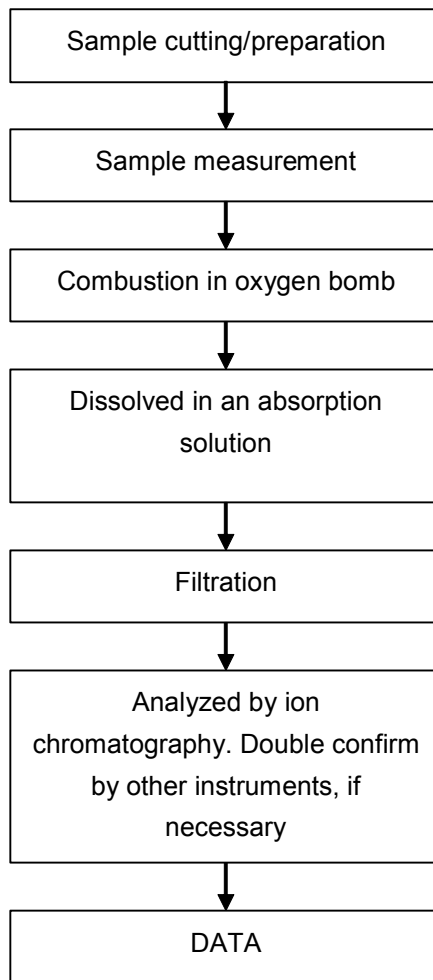 Sample cutting/preparation
Sample measurement
Combustion in oxygen bomb
Dissolved in an absorption
solution
Filtration
Analyzed by ion
chromatography. Double confirm
by other instruments, if
necessary
DATA